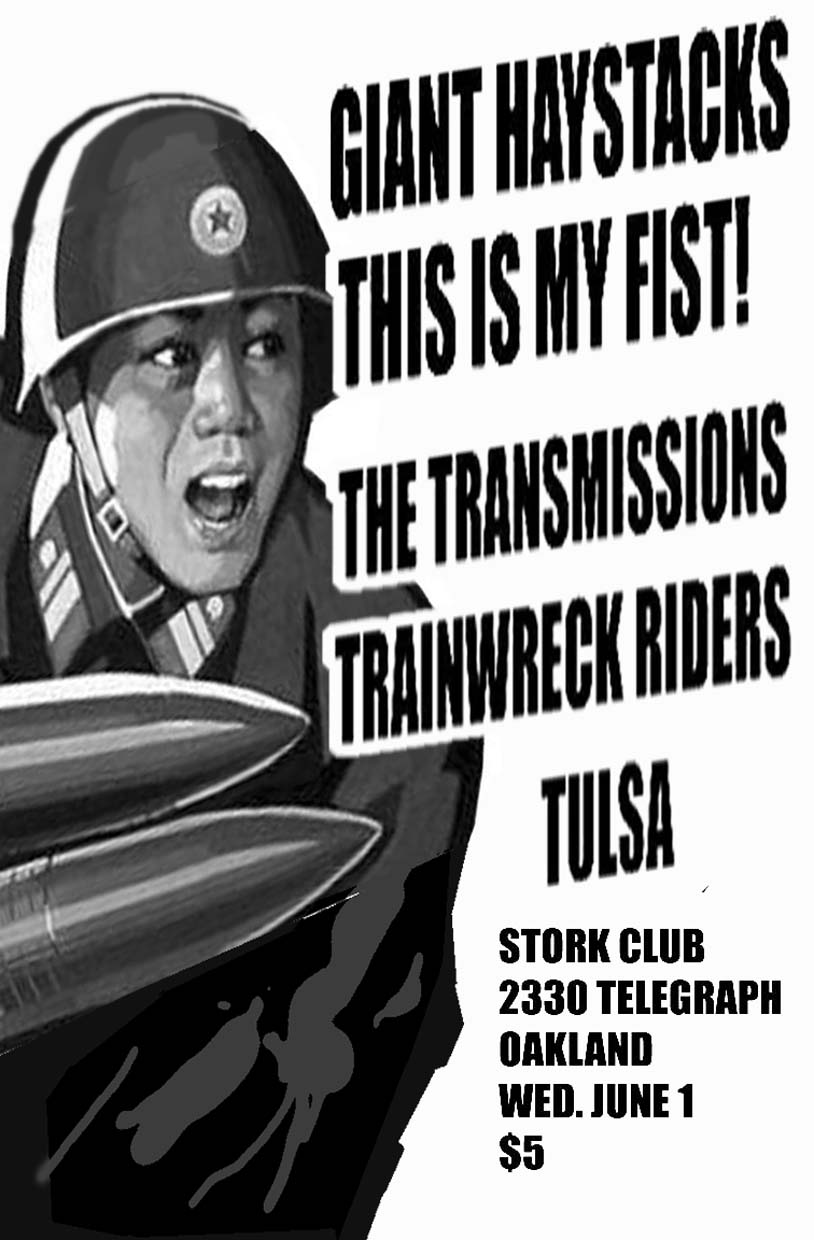 GIANT HAYSTACKS
THIS IS MY FIST!
THE TRANSMISSIONS
TRAINWRECK RIDERS
TULSA
STORK CLUB
2330 TELEGRAPH
OAKLAND
WED. JUNE 1
$5